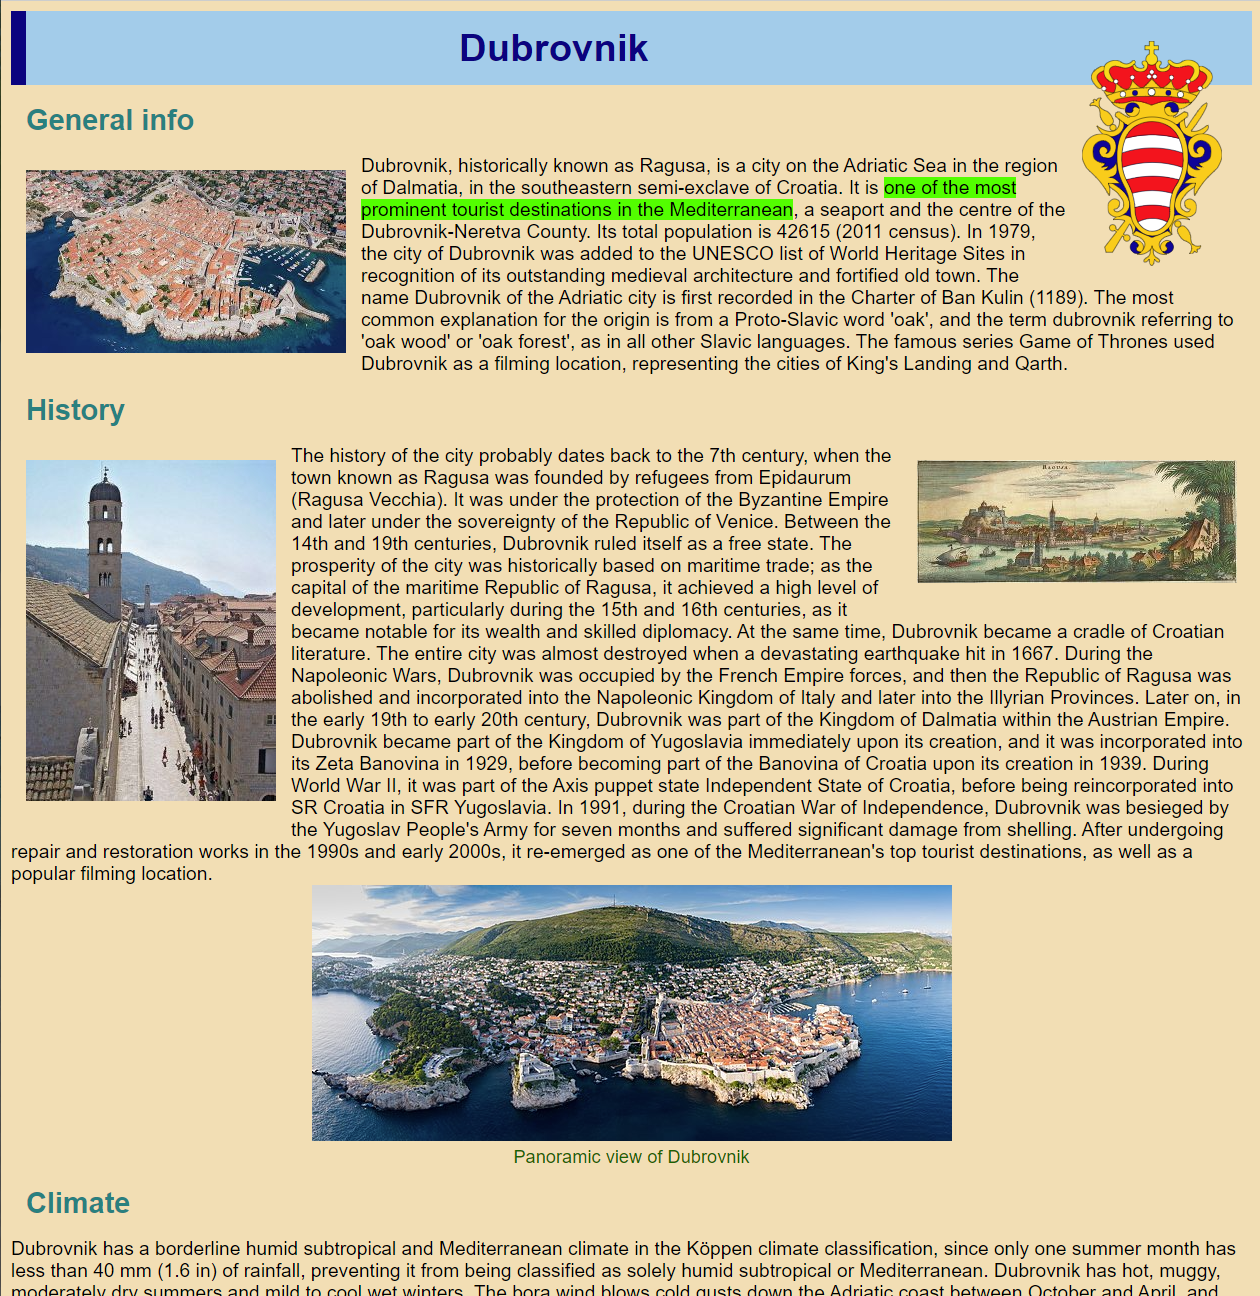 Dubrovnik
General info
Dubrovnik, historically known as Ragusa, is a city on the Adriatic Sea in the region
of Dalmatia, in the southeastern semi-exclave of Croatia. It is one of the most
prominent tourist destinations in the Mediterranean, a seaport and the centre of the
Dubrovnik-Neretva County. Its total population is 42615 (2011 census). In 1979,
the city of Dubrovnik was added to the UNESCO list of World Heritage Sites in
recognition of its outstanding medieval architecture and fortified old town. The
name Dubrovnik of the Adriatic city is first recorded in the Charter of Ban Kulin (1189). The most
common explanation for the origin is from a Proto-Slavic word 'oak', and the term dubrovnik referring to
'oak wood' or 'oak forest', as in all other Slavic languages. The famous series Game of Thrones used
Dubrovnik as a filming location, representing the cities of King's Landing and Qarth.
History
The history of the city probably dates back to the 7th century, when the
town known as Ragusa was founded by refugees from Epidaurum
(Ragusa Vecchia). It was under the protection of the Byzantine Empire
and later under the sovereignty of the Republic of Venice. Between the
14th and 19th centuries, Dubrovnik ruled itself as a free state. The
prosperity of the city was historically based on maritime trade; as the
capital of the maritime Republic of Ragusa, it achieved a high level of
development, particularly during the 15th and 16th centuries, as it
became notable for its wealth and skilled diplomacy. At the same time, Dubrovnik became a cradle of Croatian
literature. The entire city was almost destroyed when a devastating earthquake hit in 1667. During the
Napoleonic Wars, Dubrovnik was occupied by the French Empire forces, and then the Republic of Ragusa was
abolished and incorporated into the Napoleonic Kingdom of Italy and later into the Illyrian Provinces. Later on, in
the early 19th to early 20th century, Dubrovnik was part of the Kingdom of Dalmatia within the Austrian Empire.
Dubrovnik became part of the Kingdom of Yugoslavia immediately upon its creation, and it was incorporated into
its Zeta Banovina in 1929, before becoming part of the Banovina of Croatia upon its creation in 1939. During
World War II, it was part of the Axis puppet state Independent State of Croatia, before being reincorporated into
SR Croatia in SFR Yugoslavia. In 1991, during the Croatian War of Independence, Dubrovnik was besieged by
the Yugoslav People's Army for seven months and suffered significant damage from shelling. After undergoing
repair and restoration works in the 1990s and early 2000s, it re-emerged as one of the Mediterranean's top tourist destinations, as well as a
popular filming location.
Ragusa
Panoramic view of Dubrovnik
Climate
Dubrovnik has a borderline humid subtropical and Mediterranean climate in the Köppen climate classification, since only one summer month has
less than 40 mm (1.6 in) of rainfall, preventing it from being classified as solely humid subtropical or Mediterranean. Dubrovnik has hot, muggy,
moderately dry summers and mild to cool wet winters. The bora wind blows cold gusts down the Adriatic coast between October and April, and